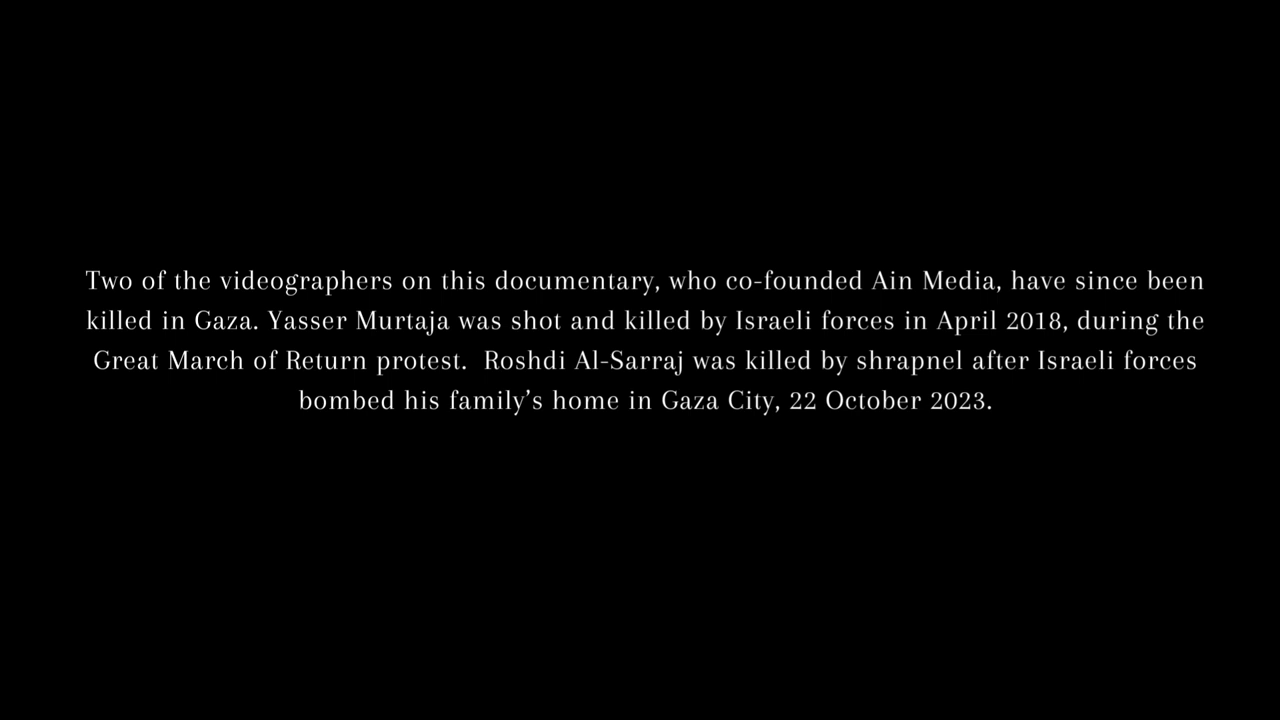 Two of the videographers on this documentary, who co-founded Ain Media, have since been
killed in Gaza. Yasser Murtaja was shot and killed by Israeli forces in April 2018, during the
Great March of Return protest.  Roshdi Al-Sarraj was killed by shrapnel after Israeli forces
bombed his family’s home in Gaza City, 22 October 2023.